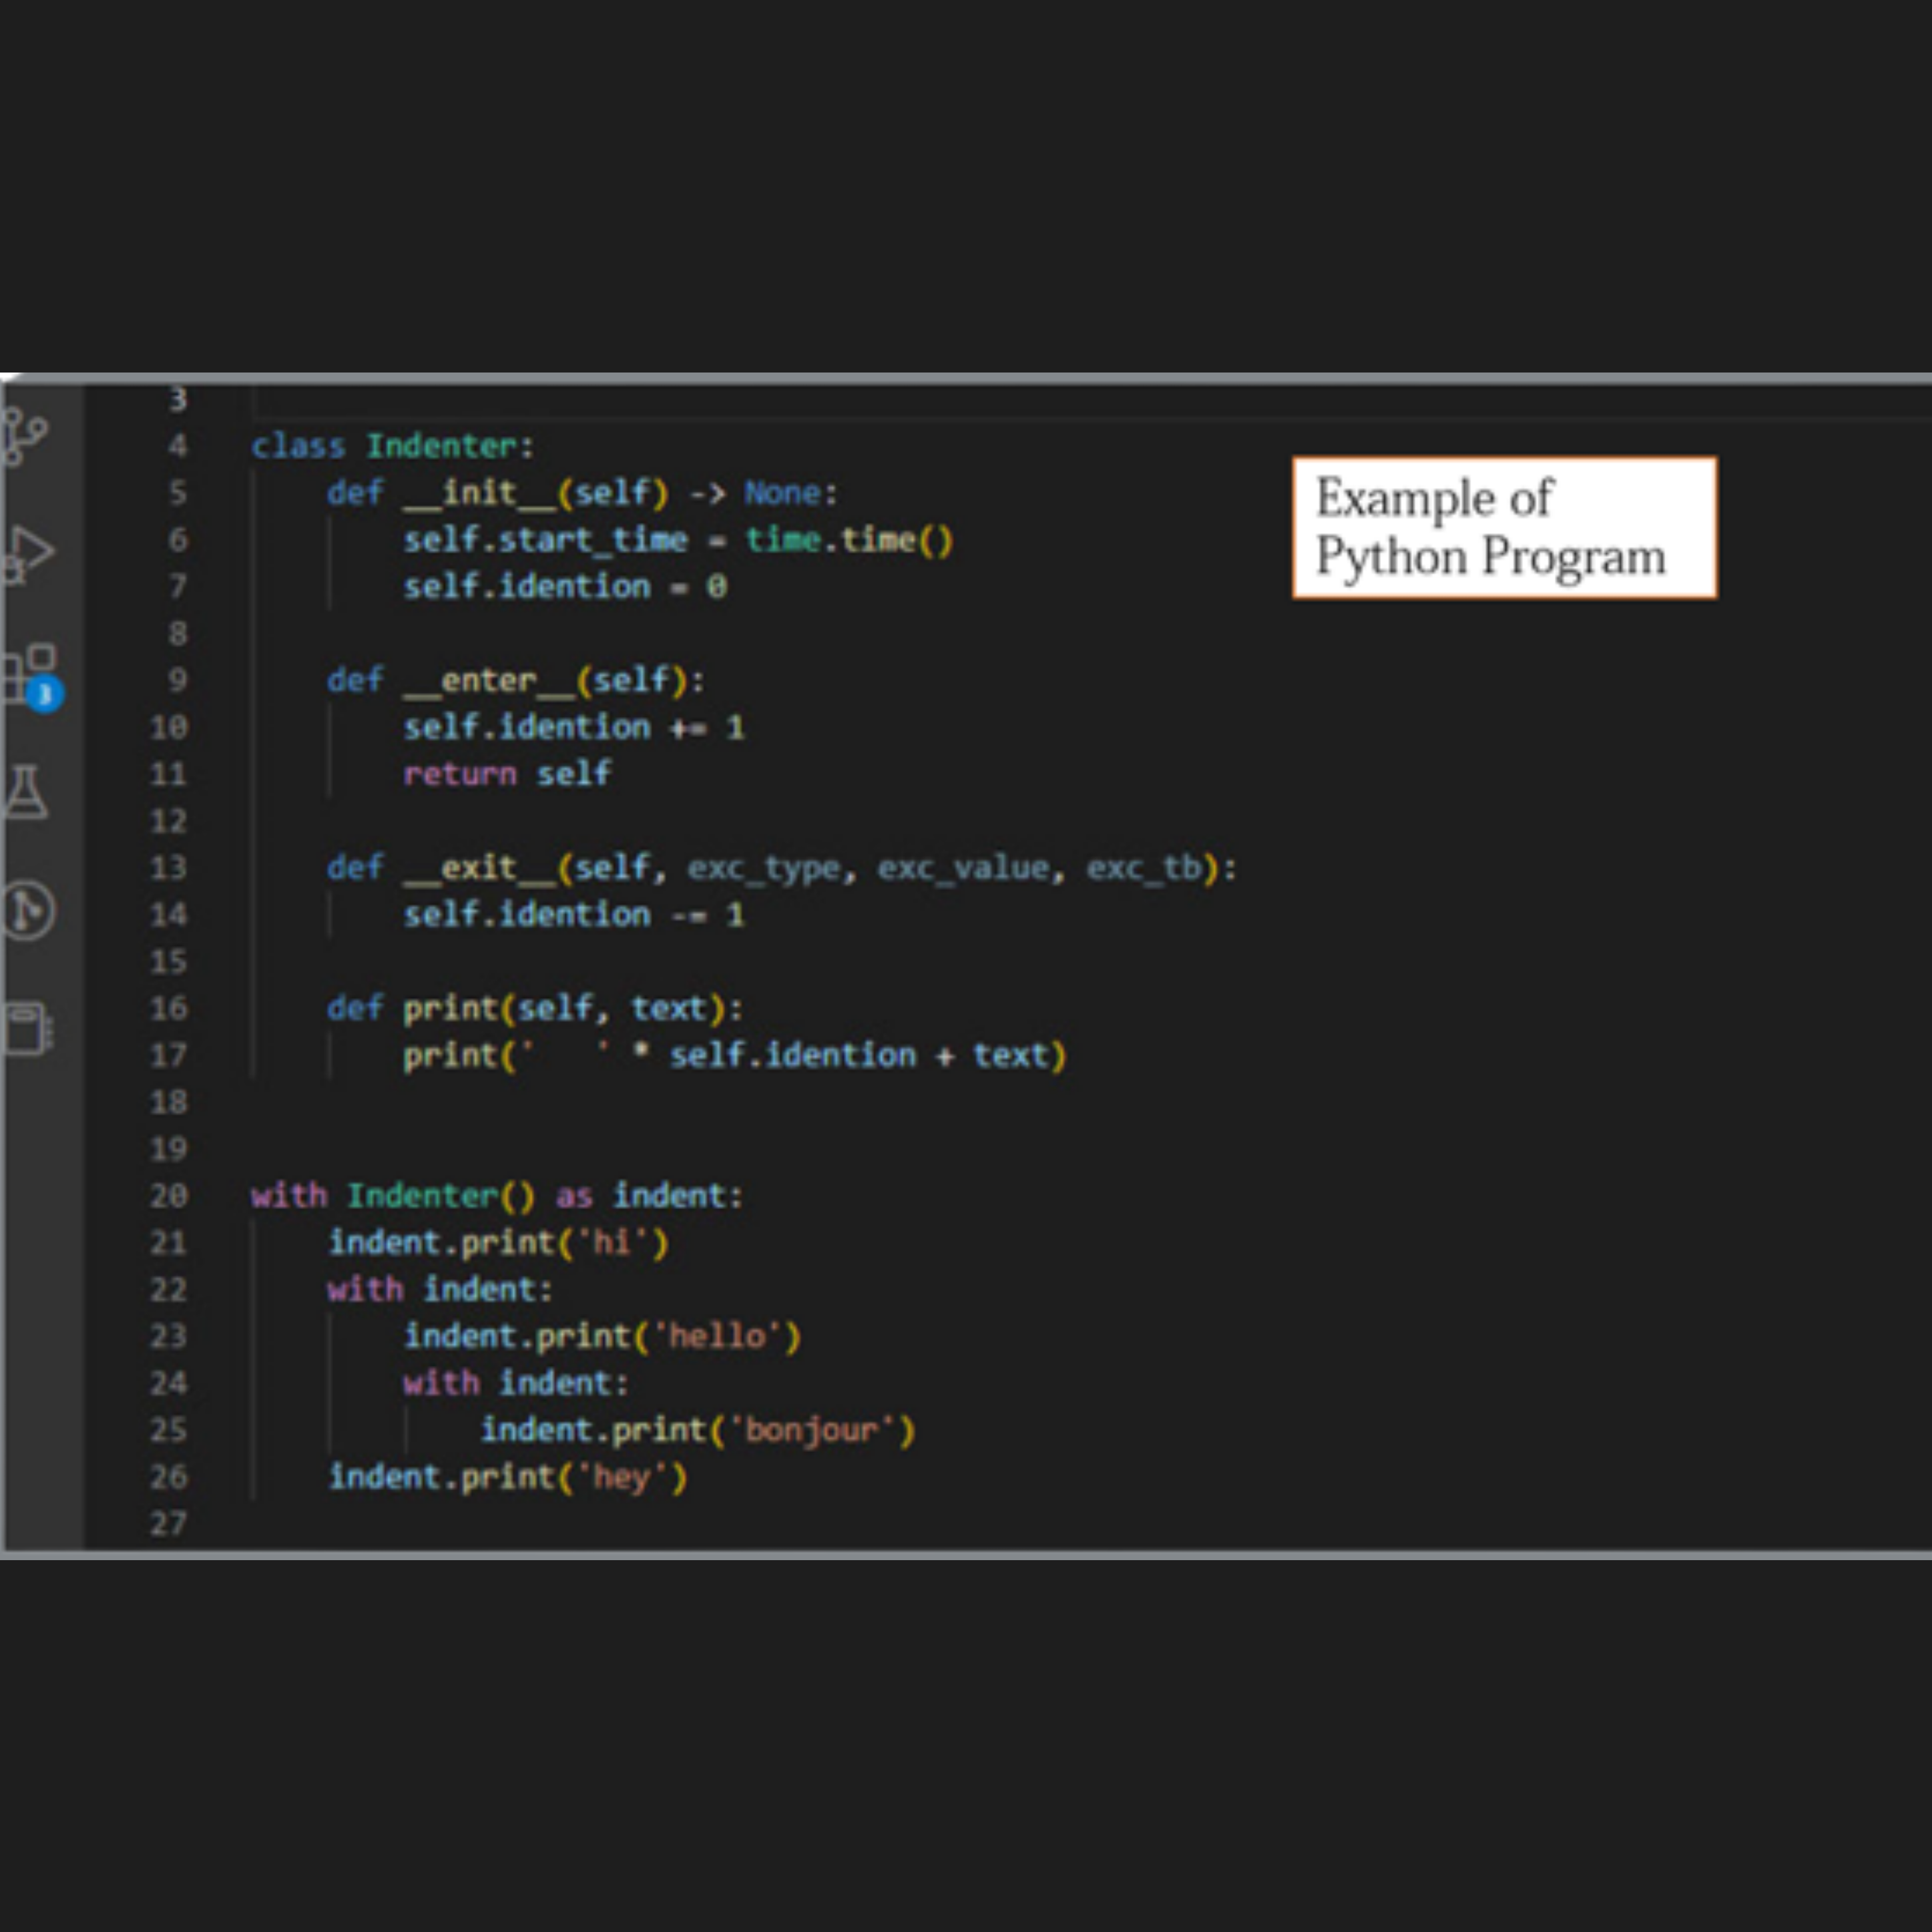 3
4 class Indenter:
5     def __init__(self) -> None:
6         self.start_time = time.time()
7         self.idention = 0
8
9     def __enter__(self):
10         self.idention += 1
11         return self
12
13     def __exit__(self, exc_type, exc_value, exc_tb):
14         self.idention -= 1
15
16     def print(self, text):
17         print('   ' * self.idention + text)
18
19
20 with Indenter() as indent:
21     indent.print('hi')
22     with indent:
23         indent.print('hello')
24         with indent:
25             indent.print('bonjour')
26     indent.print('hey')
27
Example of
Python Program
3